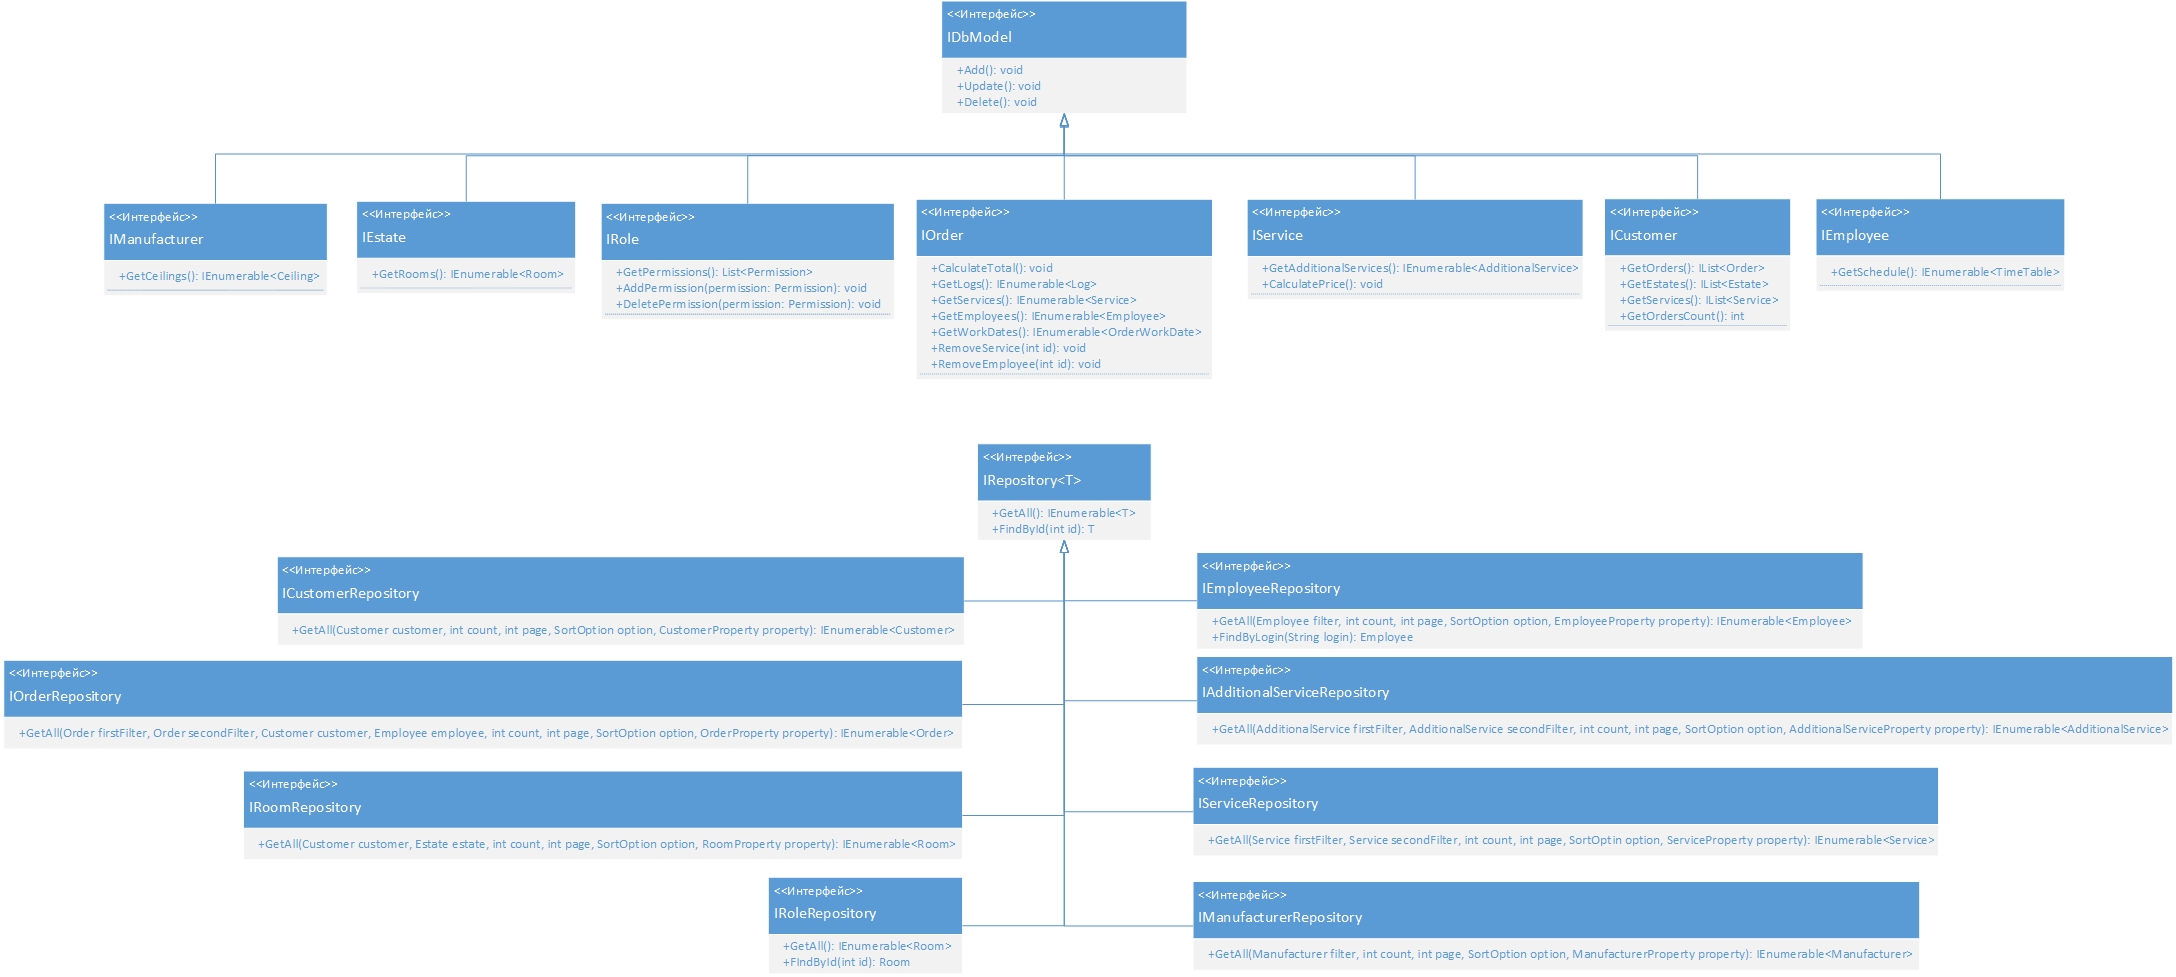 <<Интерфейс>>
IDbModel
+Add(): void
+Update(): void
+Delete(): void
<<Интерфейс>>
IManufacturer
+GetCeilings(): IEnumerable<Ceiling>
<<Интерфейс>>
IEstate
+GetRooms(): IEnumerable<Room>
<<Интерфейс>>
IRole
+GetPermissions(): List<Permission>
+AddPermission(permission: Permission): void
+DeletePermission(permission: Permission): void
<<Интерфейс>>
IOrder
+CalculateTotal(): void
+GetLogs(): IEnumerable<Log>
+GetServices(): IEnumerable<Service>
+GetEmployees(): IEnumerable<Employee>
+GetWorkDates(): IEnumerable<OrderWorkDate>
+RemoveService(int id): void
+RemoveEmployee(int id): void
<<Интерфейс>>
IService
+GetAdditionalServices(): IEnumerable<AdditionalService>
+CalculatePrice(): void
<<Интерфейс>>
ICustomer
+GetOrders(): IList<Order>
+GetEstates(): IList<Estate>
+GetServices(): IList<Service>
+GetOrdersCount(): int
<<Интерфейс>>
IEmployee
+GetSchedule(): IEnumerable<TimeTable>
<<Интерфейс>>
IRepository<T>
+GetAll(): IEnumerable<T>
+FindById(int id): T
<<Интерфейс>>
ICustomerRepository
+GetAll(Customer customer, int count, int page, SortOption option, CustomerProperty property): IEnumerable<Customer>
<<Интерфейс>>
IEmployeeRepository
+GetAll(Employee filter, int count, int page, SortOption option, EmployeeProperty property): IEnumerable<Employee>
+FindByLogin(String login): Employee
<<Интерфейс>>
IOrderRepository
+GetAll(Order firstFilter, Order secondFilter, Customer customer, Employee employee, int count, int page, SortOption option, OrderProperty property): IEnumerable<Order>
<<Интерфейс>>
IAdditionalServiceRepository
+GetAll(AdditionalService firstFilter, AdditionalService secondFilter, int count, int page, SortOption option, AdditionalServiceProperty property): IEnumerable<AdditionalService>
<<Интерфейс>>
IRoomRepository
+GetAll(Customer customer, Estate estate, int count, int page, SortOption option, RoomProperty property): IEnumerable<Room>
<<Интерфейс>>
IServiceRepository
+GetAll(Service firstFilter, Service secondFilter, int count, int page, SortOptin option, ServiceProperty property): IEnumerable<Service>
<<Интерфейс>>
IRoleRepository
+GetAll(): IEnumerable<Room>
+FIndById(int id): Room
<<Интерфейс>>
IManufacturerRepository
+GetAll(Manufacturer filter, int count, int page, SortOption option, ManufacturerProperty property): IEnumerable<Manufacturer>